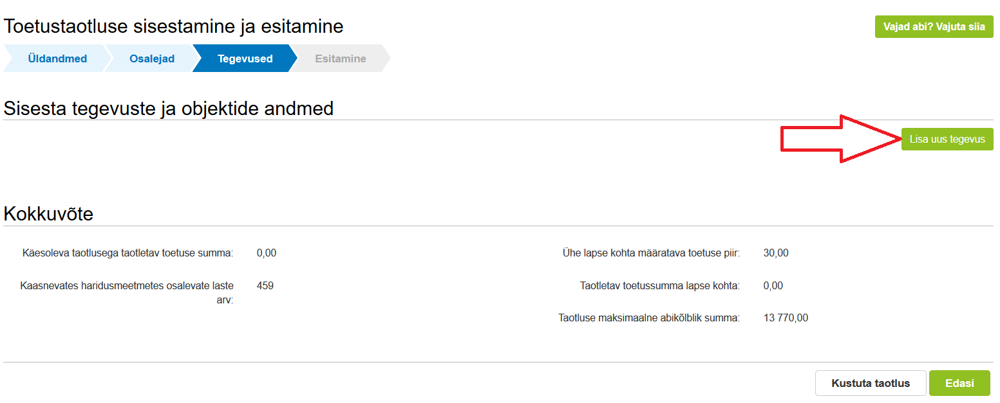 Toetustaotluse sisestamine ja esitamine
Vajad abi? Vajuta siia
Üldandmed
Osalejad
Tegevused
Esitamine
Sisesta tegevuste ja objektide andmed
Lisa uus tegevus
Kokkuvõte
Käesoleva taotlusega taotletav toetuse summa: 0,00
Ühe lapse kohta määratava toetuse piir: 30,00
Kaasnevates haridusmeetmetes osalevate laste 459
arv:
Taotletav toetussumma lapse kohta: 0,00
Taotluse maksimaalne abikõlblik summa: 13 770,00
Kustuta taotlus
Edasi